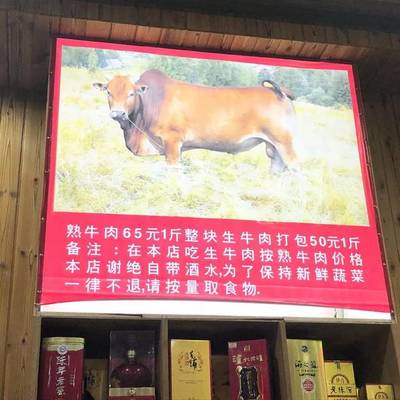 熟牛肉65元1斤整块生牛肉打包50元1斤
备注：在本店吃生牛肉按熟牛肉价格
本店谢绝自带酒水,为了保持新鲜蔬菜
一律不退,请按量取食物.